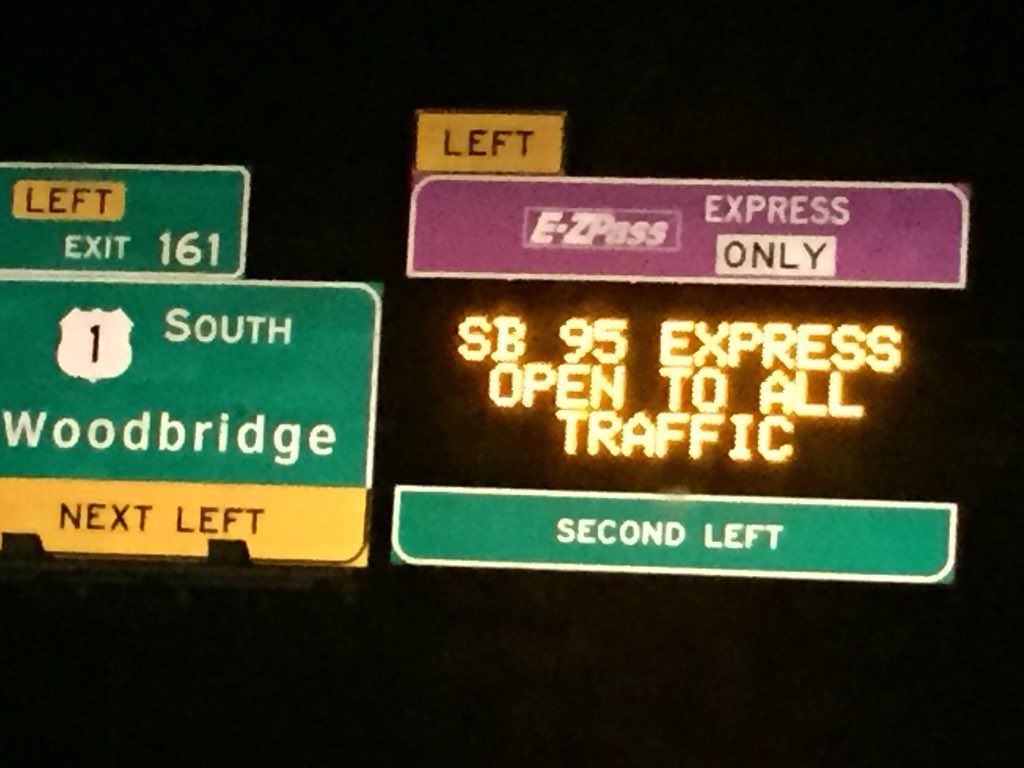 LEFT
EXIT 161
1 SOUTH
Woodbridge
NEXT LEFT
LEFT
E-ZPass EXPRESS
ONLY
SB 95 EXPRESS
OPEN TO ALL
TRAFFIC
SECOND LEFT